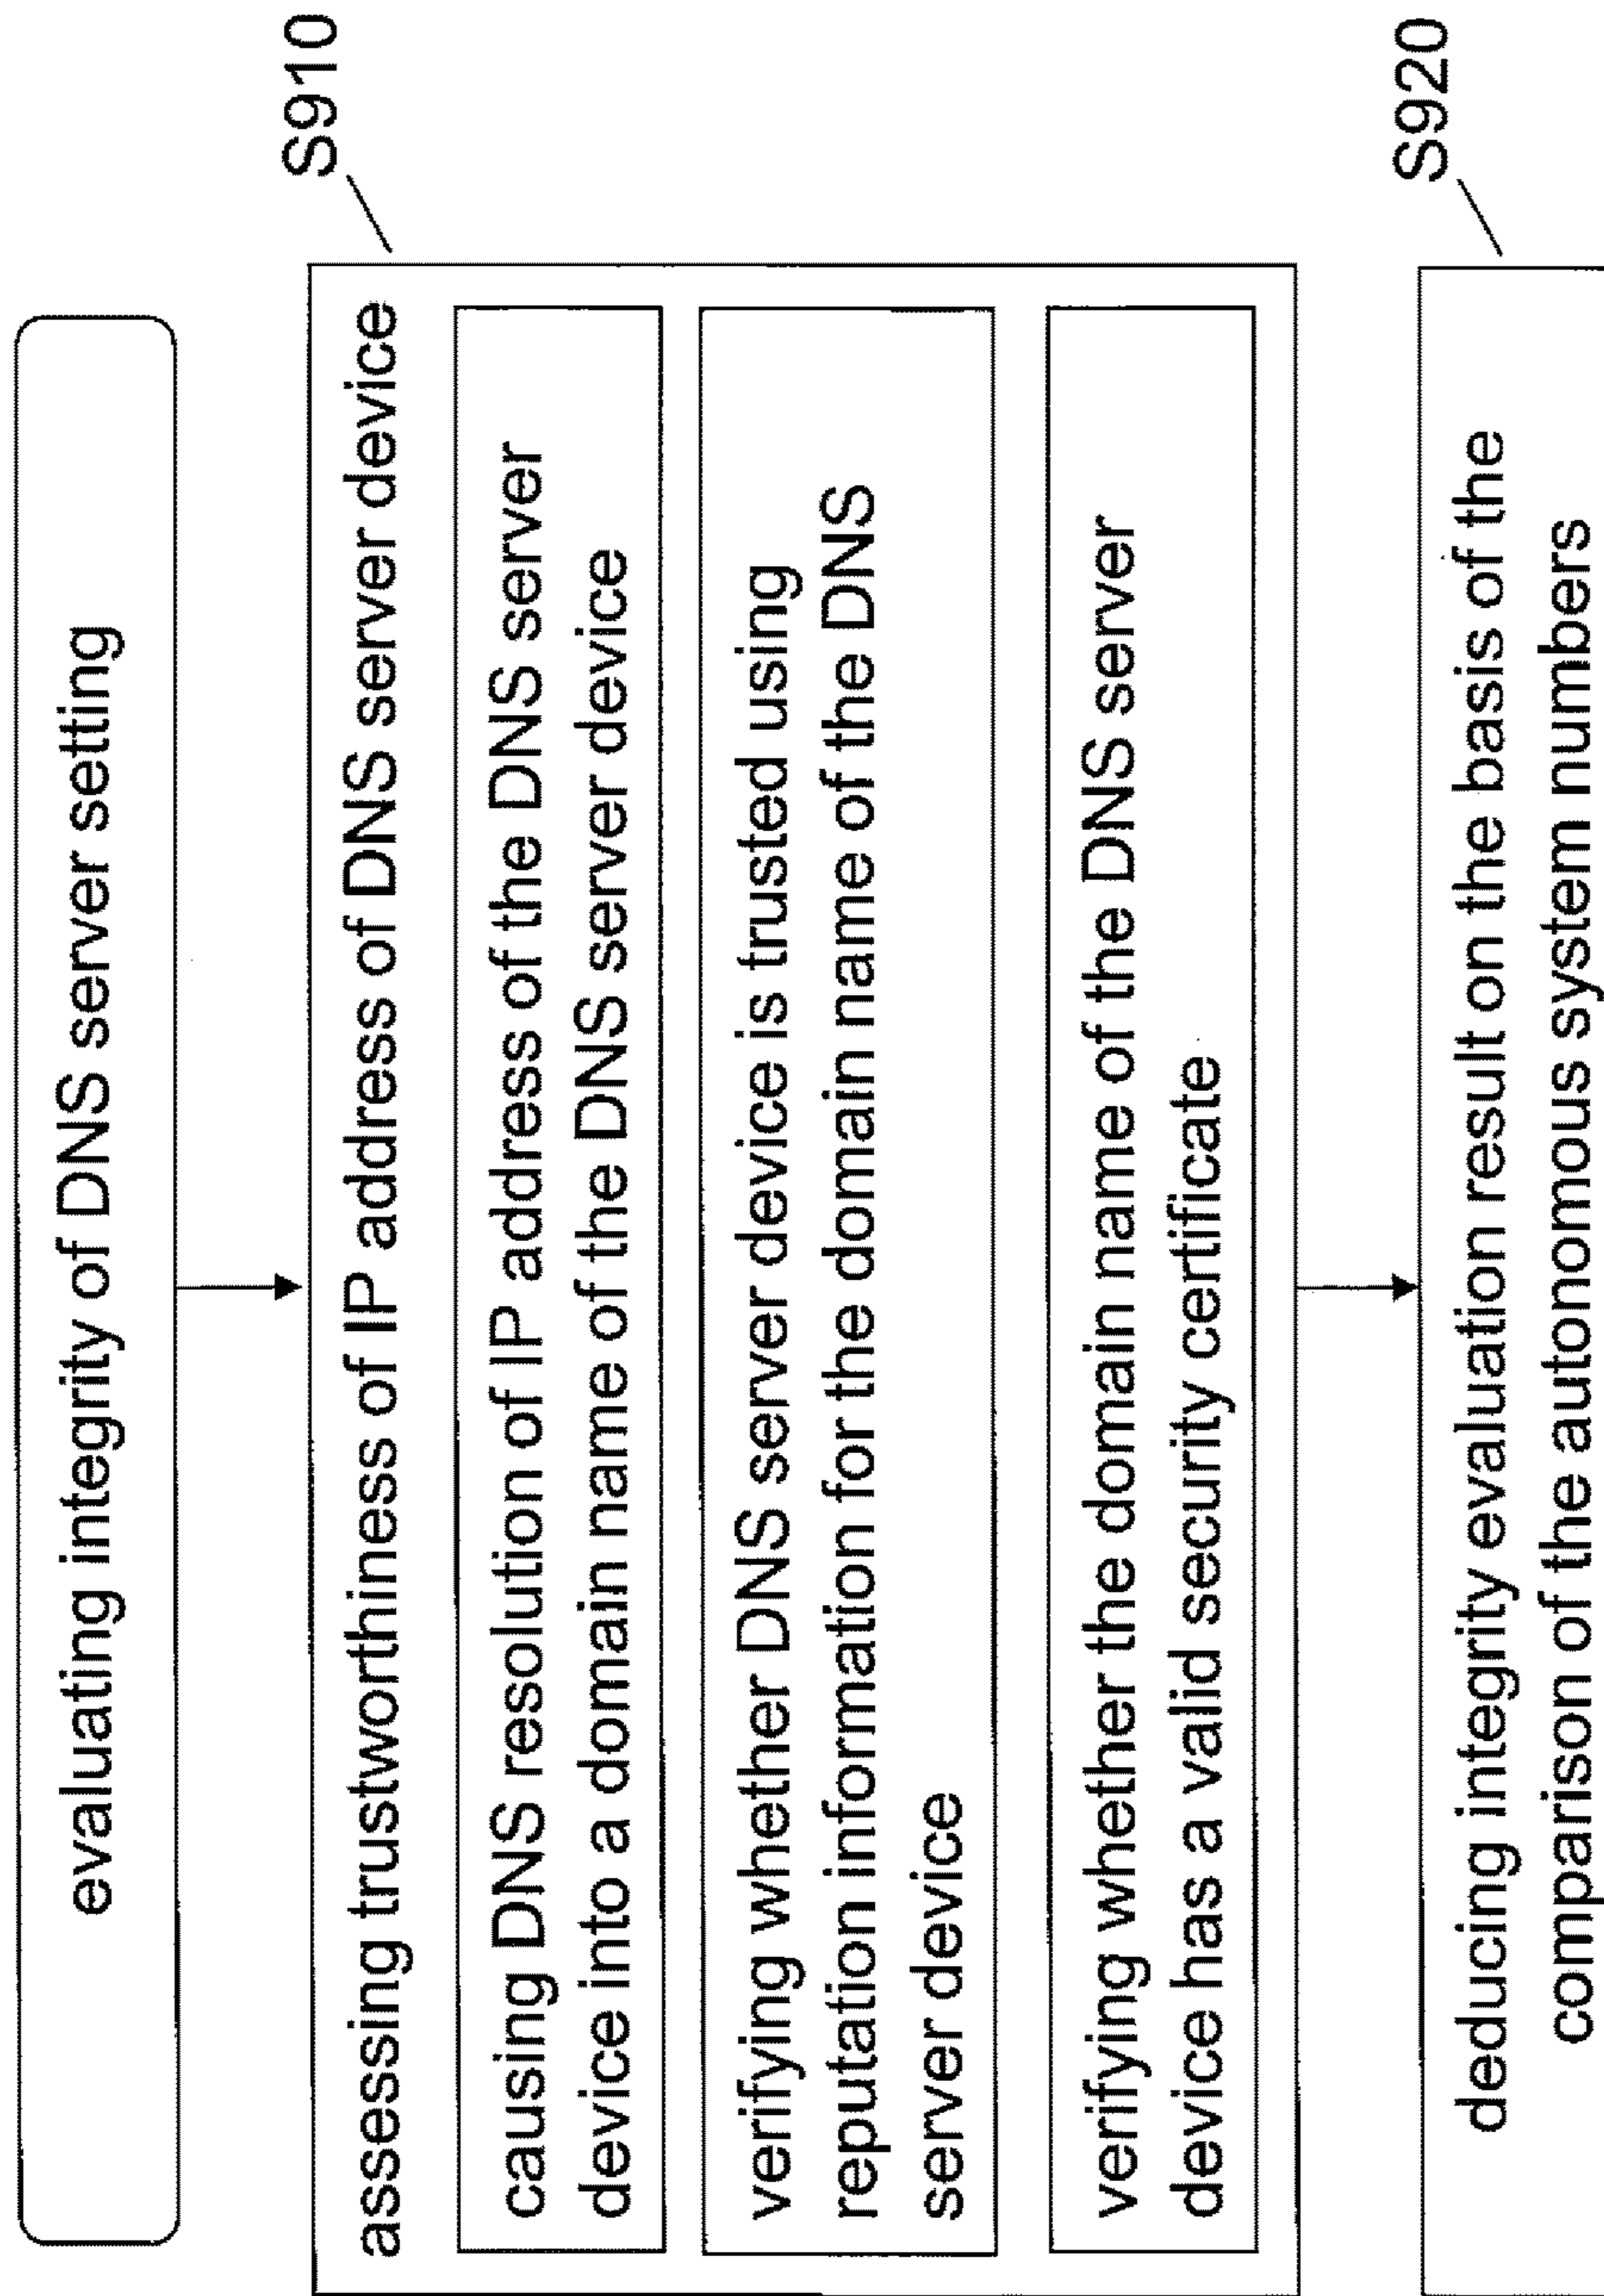 evaluating integrity of DNS server setting
S910
assessing trustworthiness of IP address of DNS server device
causing DNS resolution of IP address of the DNS server
device into a domain name of the DNS server device
verifying whether DNS server device is trusted using
reputation information for the domain name of the DNS
server device
verifying whether the domain name of the DNS server
device has a valid security certificate
S920
deducing integrity evaluation result on the basis of the
comparison of the autonomous system numbers